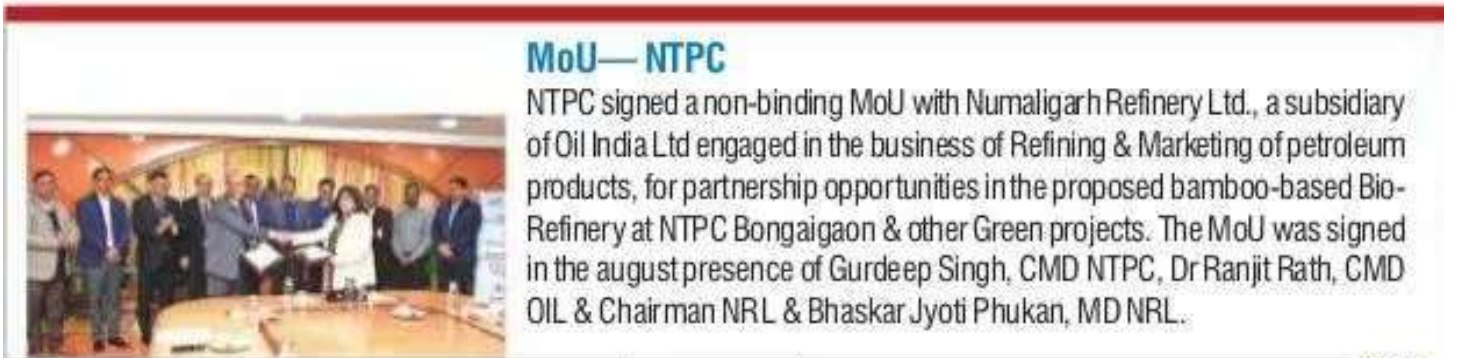 MoU— NTPC
NTPC signed a non-binding MoU with Numaligarh Refinery Ltd., a subsidiary
of Oil India Ltd engaged in the business of Refining & Marketing of petroleum
products, for partnership opportunities in the proposed bamboo-based Bio-
Refinery at NTPC Bongaigaon & other Green projects. The MoU was signed
in the august presence of Gurdeep Singh, CMD NTPC, Dr Ranjit Rath, CMD
OIL & Chairman NRL & Bhaskar Jyoti Phukan, MD NRL.